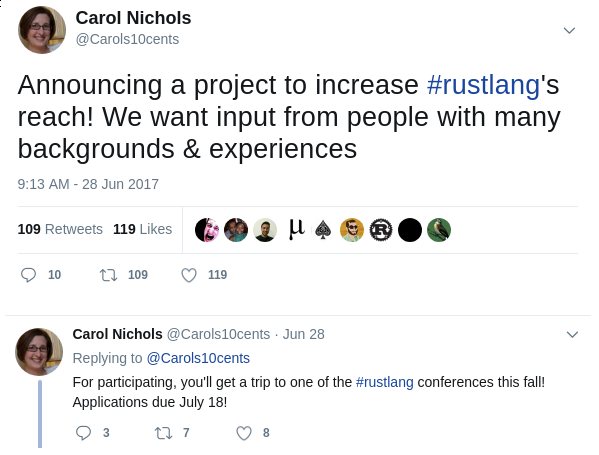 Carol Nichols
@Carols10cents
Announcing a project to increase #rustlang's
reach! We want input from people with many
backgrounds & experiences
9:13 AM - 28 Jun 2017
109 Retweets 119 Likes
µ
R
10 109 119
Carol Nichols @Carols10cents · Jun 28
Replying to @Carols10cents
For participating, you'll get a trip to one of the #rustlang conferences this fall!
Applications due July 18!
3 7 8